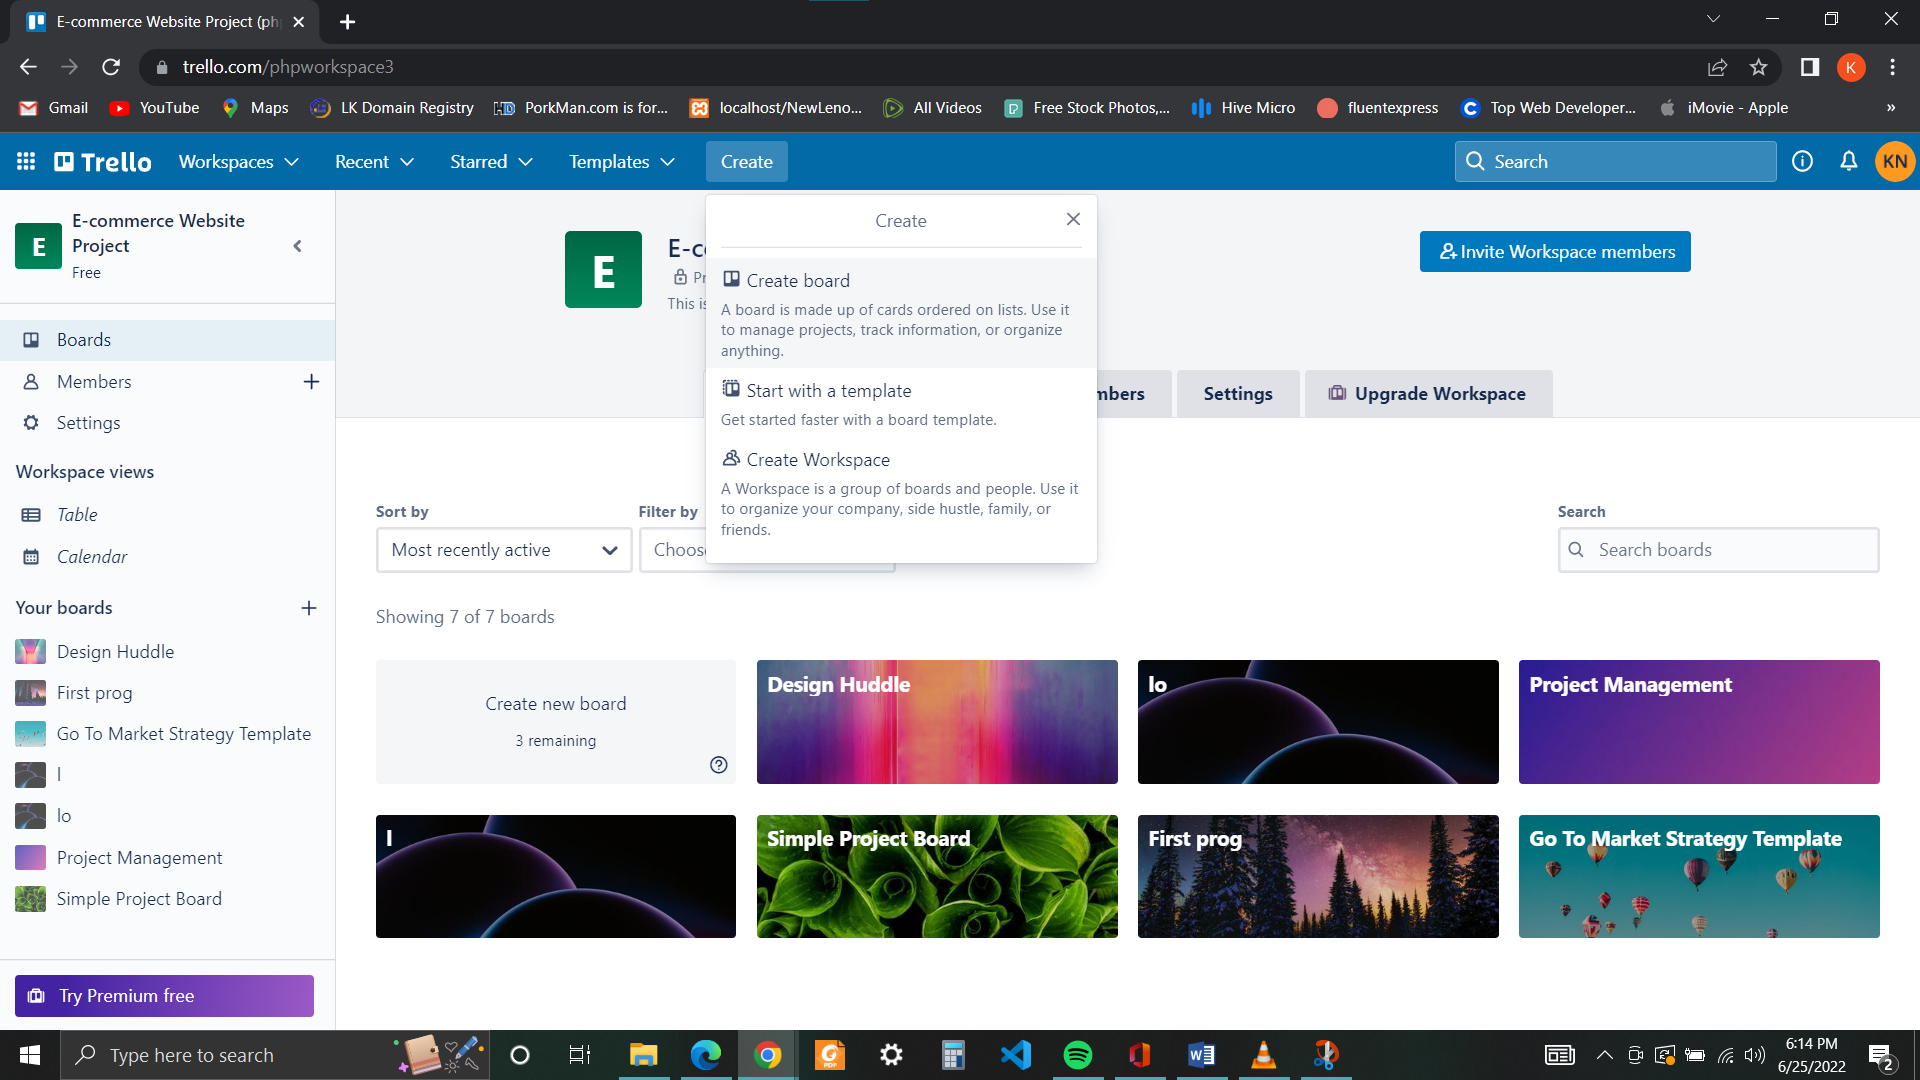 E-commerce Website Project (ph
trello.com/phpworkspace3
K
Gmail
YouTube
Maps
LK Domain Registry
PorkMan.com is for...
localhost/NewLeno...
All Videos
Free Stock Photos,...
Hive Micro
fluentexpress
Top Web Developer...
iMovie - Apple
»
Trello
Workspaces
Recent
Starred
Templates
Create
Search
KN
E
E-commerce Website
Project
Free
Boards
Members
Settings
Workspace views
Table
Calendar
Your boards
Design Huddle
First prog
Go To Market Strategy Template
l
lo
Project Management
Simple Project Board
Try Premium free
E
E-c
Pr
This is
Invite Workspace members
Create
Create board
A board is made up of cards ordered on lists. Use it
to manage projects, track information, or organize
anything.
Start with a template
Get started faster with a board template.
Create Workspace
A Workspace is a group of boards and people. Use it
to organize your company, side hustle, family, or
friends.
mbers
Settings
Upgrade Workspace
Sort by
Most recently active
Filter by
Choos
Search
Search boards
Showing 7 of 7 boards
Create new board
3 remaining
Design Huddle
lo
Project Management
l
Simple Project Board
First prog
Go To Market Strategy Template
Type here to search
PDF
6:14 PM
6/25/2022
2